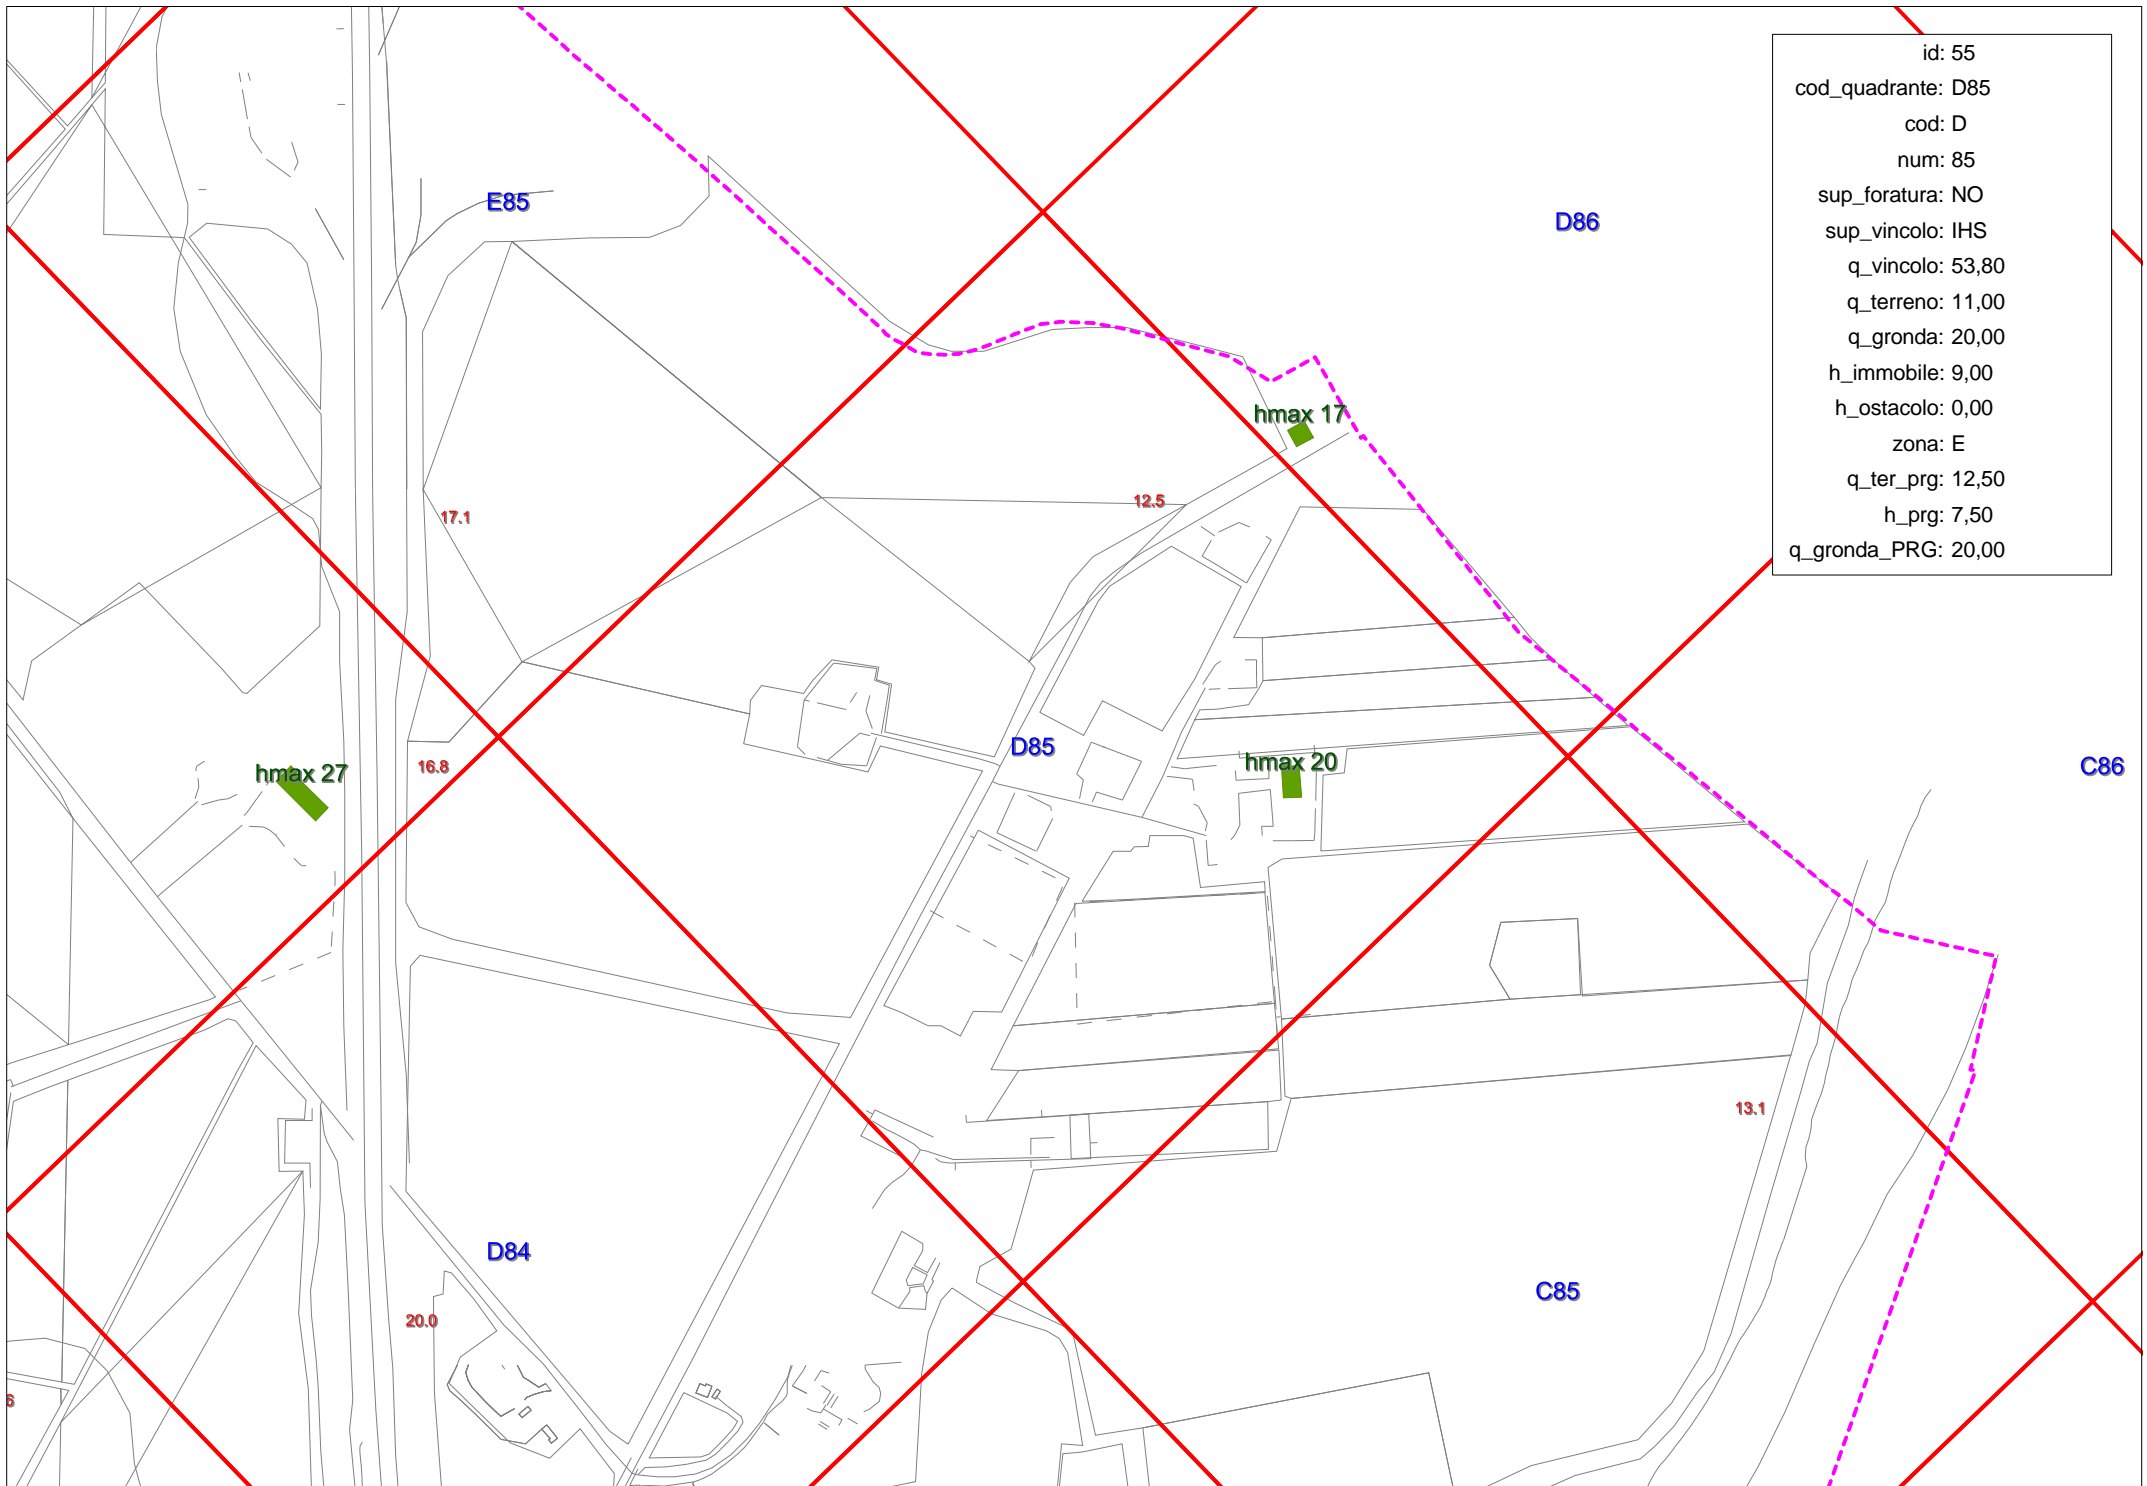 id: 55
cod_quadrante: D85
cod: D
num: 85
sup_foratura: NO
sup_vincolo: IHS
q_vincolo: 53,80
q_terreno: 11,00
q_gronda: 20,00
h_immobile: 9,00
h_ostacolo: 0,00
zona: E
q_ter_prg: 12,50
h_prg: 7,50
q_gronda_PRG: 20,00
E85
D86
hmax 17
12.5
17.1
D85
hmax 20
16.8
hmax 27
C86
13.1
D84
C85
20.0
6